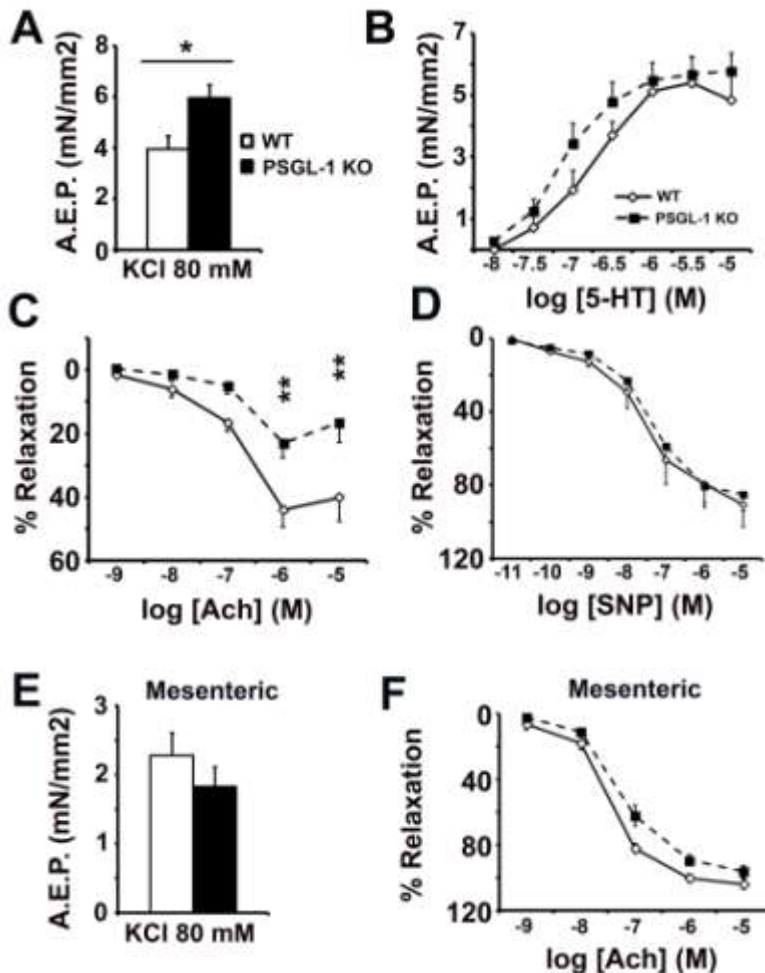 A
A.E.P. (mN/mm2)
8
6
4
2
0
*
WT
PSGL-1 KO
KCl 80 mM
B
A.E.P. (mN/mm2)
7
5
3
1
WT
PSGL-1 KO
-8 -7.5 -7 -6.5 -6 -5.5 -5
log [5-HT] (M)
C
% Relaxation
0
20
40
60
**
**
-9 -8 -7 -6 -5
log [Ach] (M)
D
% Relaxation
0
40
80
120
-11 -10 -9 -8 -7 -6 -5
log [SNP] (M)
E
Mesenteric
A.E.P. (mN/mm2)
3
2
1
0
KCl 80 mM
F
Mesenteric
% Relaxation
0
40
80
120
-9 -8 -7 -6 -5
log [Ach] (M)